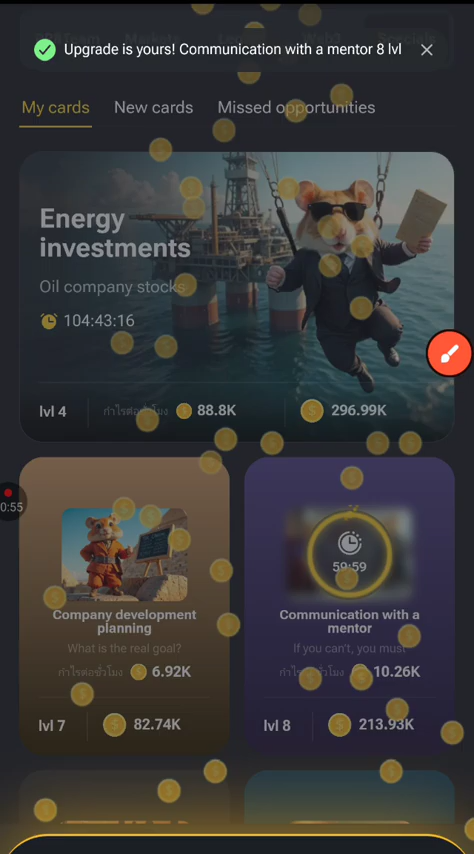 Upgrade is yours! Communication with a mentor 8 lvl
Specials
My cards
New cards
Missed opportunities
Energy
investments
Oil company stocks
104:43:16
lvl 4
กำไรต่อชั่วโมง
88.8K
296.99K
0:55
59:59
Company development
planning
What is the real goal?
กำไรต่อชั่วโมง
6.92K
lvl 7
82.74K
Communication with a
mentor
If you can't, you must
กำไรต่อชั่วโมง
10.26K
lvl 8
213.93K